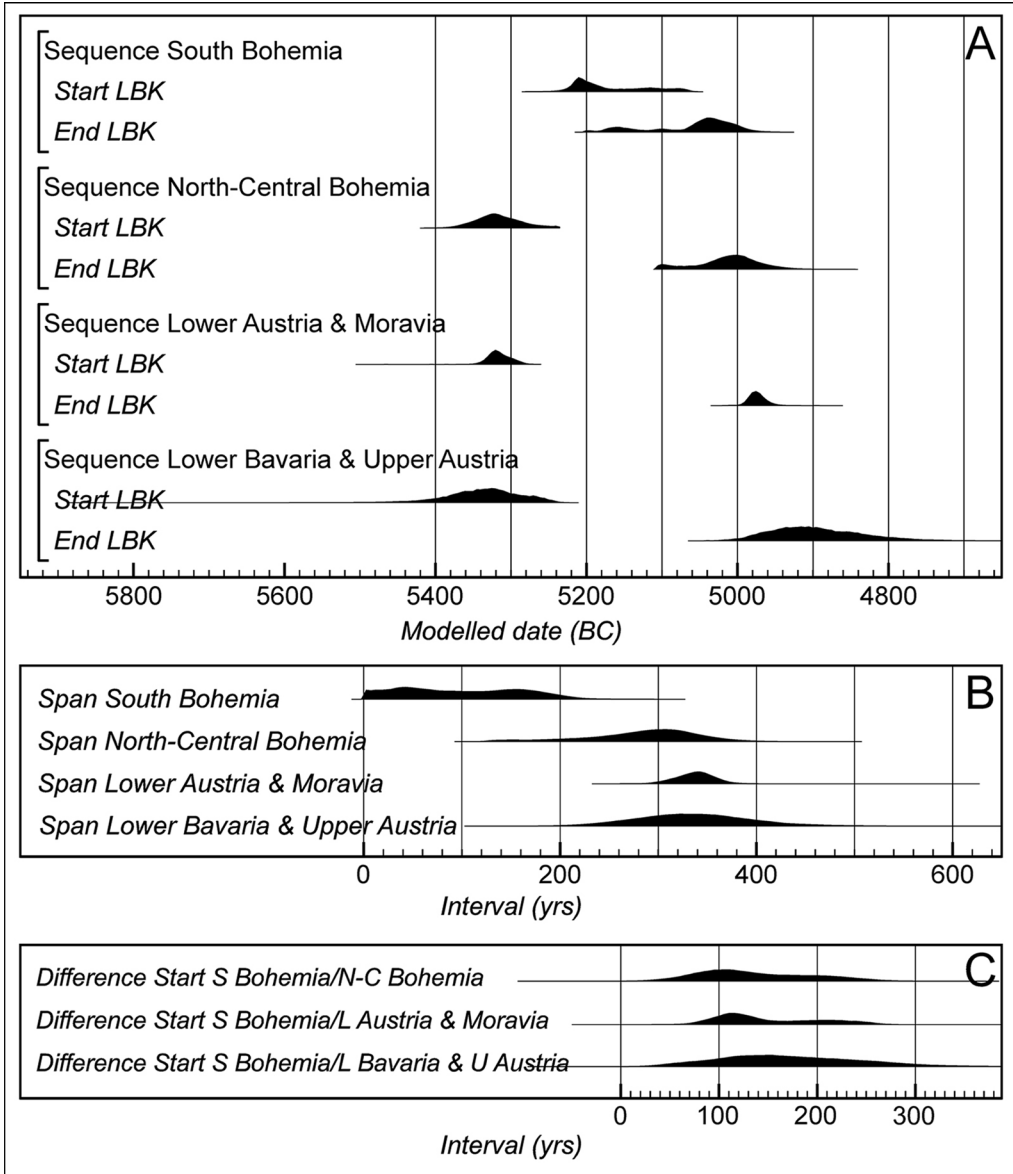 A
Sequence South Bohemia
Start LBK
End LBK
Sequence North-Central Bohemia
Start LBK
End LBK
Sequence Lower Austria & Moravia
Start LBK
End LBK
Sequence Lower Bavaria & Upper Austria
Start LBK
End LBK
5800 5600 5400 5200 5000 4800
Modelled date (BC)
B
Span South Bohemia
Span North-Central Bohemia
Span Lower Austria & Moravia
Span Lower Bavaria & Upper Austria
0 200 400 600
Interval (yrs)
C
Difference Start S Bohemia/N-C Bohemia
Difference Start S Bohemia/L Austria & Moravia
Difference Start S Bohemia/L Bavaria & U Austria
0 100 200 300
Interval (yrs)